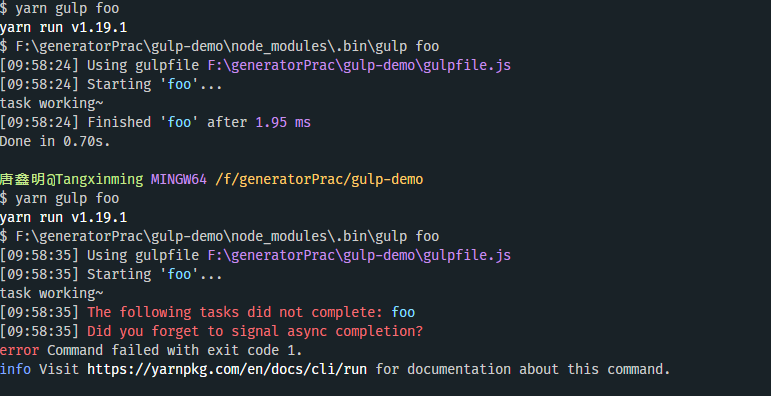 $ yarn gulp foo
yarn run v1.19.1
$ F:\generatorPrac\gulp-demo\node_modules\.bin\gulp foo
[09:58:24] Using gulpfile F:\generatorPrac\gulp-demo\gulpfile.js
[09:58:24] Starting 'foo'...
task working~
[09:58:24] Finished 'foo' after 1.95 ms
Done in 0.70s.
唐鑫明@Tangxinming MINGW64 /f/generatorPrac/gulp-demo
$ yarn gulp foo
yarn run v1.19.1
$ F:\generatorPrac\gulp-demo\node_modules\.bin\gulp foo
[09:58:35] Using gulpfile F:\generatorPrac\gulp-demo\gulpfile.js
[09:58:35] Starting 'foo'...
task working~
[09:58:35] The following tasks did not complete: foo
[09:58:35] Did you forget to signal async completion?
error Command failed with exit code 1.
info Visit https://yarnpkg.com/en/docs/cli/run for documentation about this command.